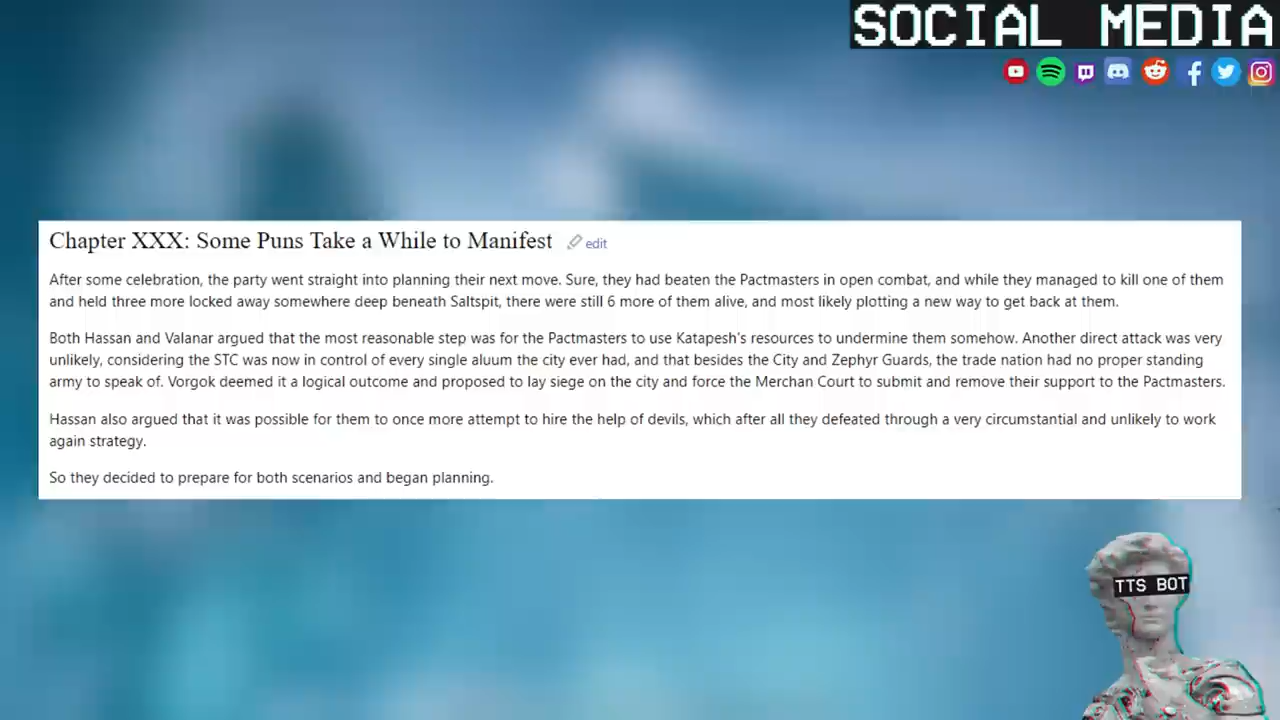 SOCIAL MEDIA
Chapter XXX: Some Puns Take a While to Manifest edit
After some celebration, the party went straight into planning their next move. Sure, they had beaten the Pactmasters in open combat, and while they managed to kill one of them
and held three more locked away somewhere deep beneath Saltspit, there were still 6 more of them alive, and most likely plotting a new way to get back at them.
Both Hassan and Valanar argued that the most reasonable step was for the Pactmasters to use Katapesh's resources to undermine them somehow. Another direct attack was very
unlikely, considering the STC was now in control of every single aluum the city ever had, and that besides the City and Zephyr Guards, the trade nation had no proper standing
army to speak of. Vorgok deemed it a logical outcome and proposed to lay siege on the city and force the Merchan Court to submit and remove their support to the Pactmasters.
Hassan also argued that it was possible for them to once more attempt to hire the help of devils, which after all they defeated through a very circumstantial and unlikely to work
again strategy.
So they decided to prepare for both scenarios and began planning.
TTS BOT